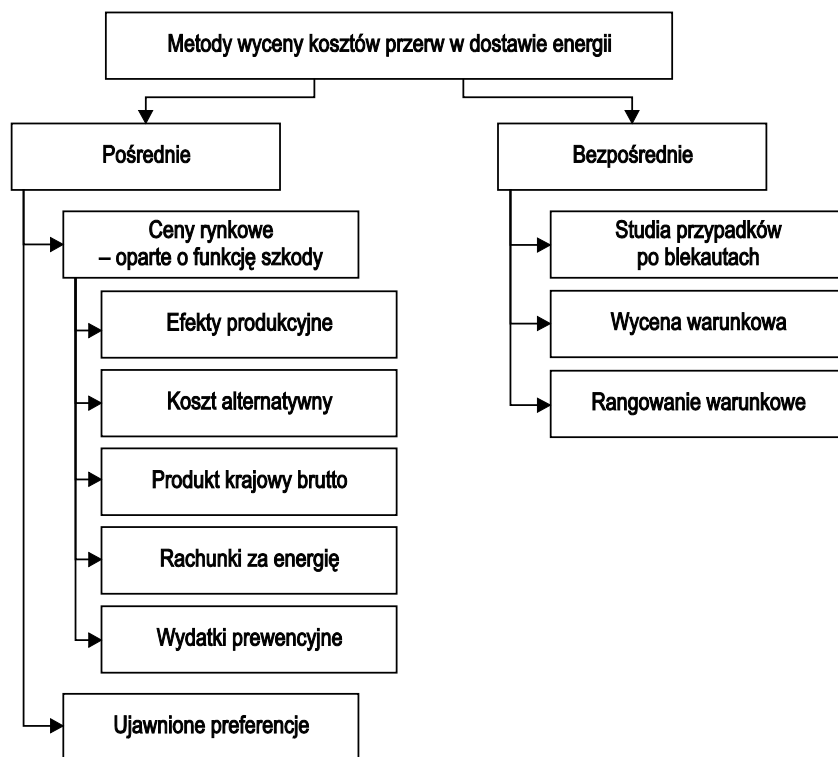 Metody wyceny kosztów przerw w dostawie energii
Pośrednie
Bezpośrednie
Ceny rynkowe
– oparte o funkcję szkody
Efekty produkcyjne
Koszt alternatywny
Produkt krajowy brutto
Rachunki za energię
Wydatki prewencyjne
Ujawnione preferencje
Studia przypadków
po blekautach
Wycena warunkowa
Rangowanie warunkowe